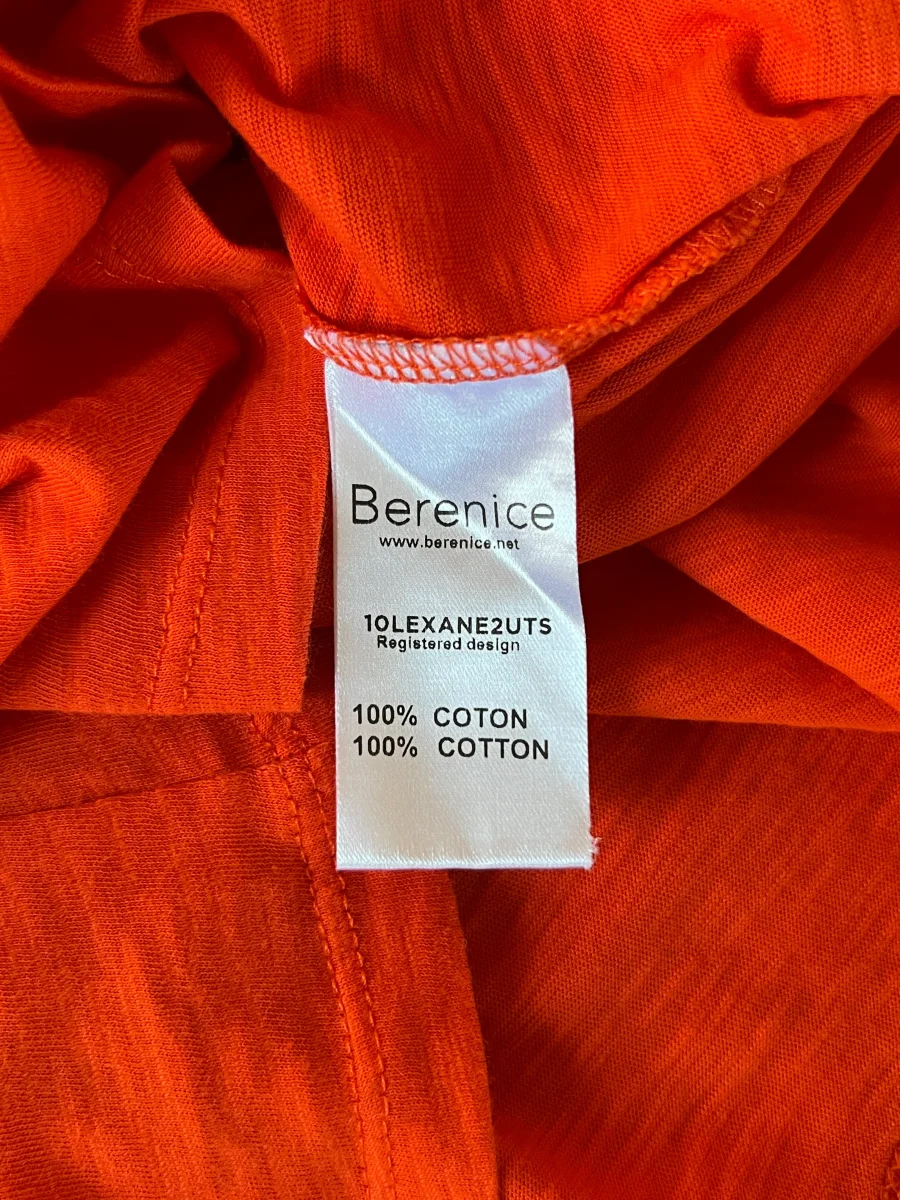 Berenice
www.berenice.net
10LEXANE2UTS
Registered design
100% COTON
100% COTTON